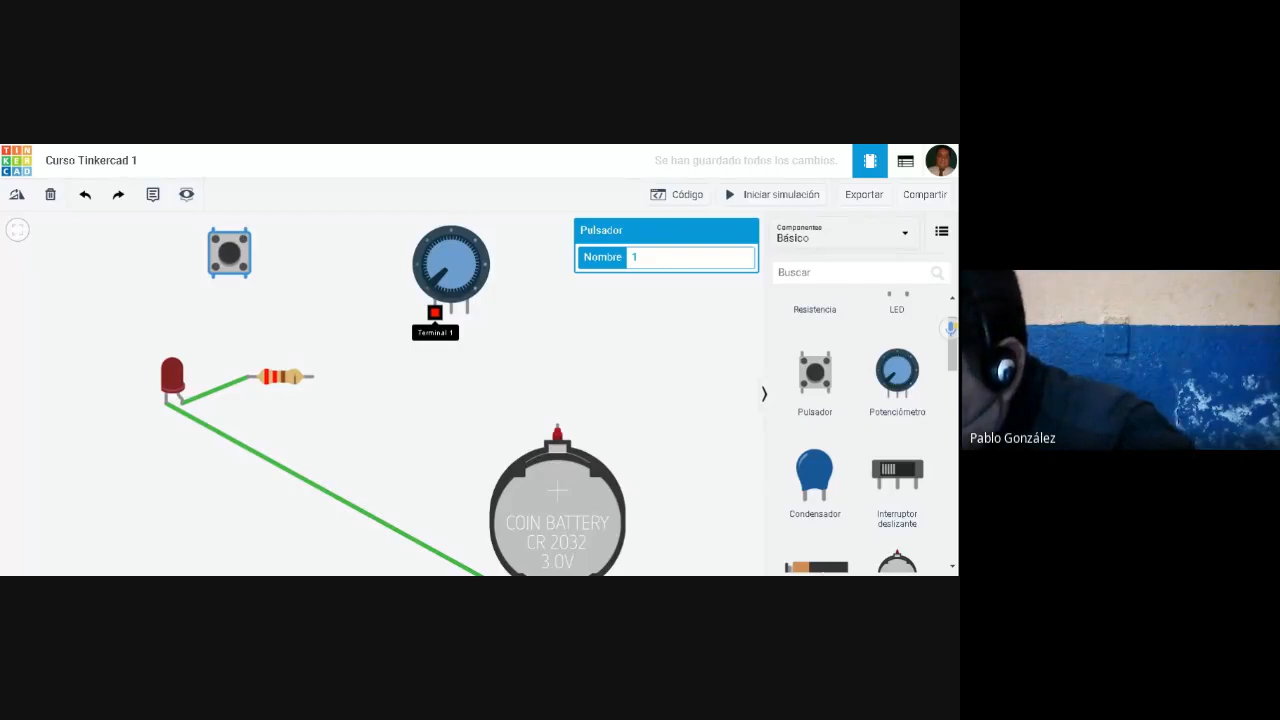 TIN
KER
CAD
Curso Tinkercad 1
Se han guardado todos los cambios.
Código
Iniciar simulación
Exportar
Compartir
Pulsador
Nombre 1
Componentes
Básico
Buscar
Resistencia
LED
Pulsador
Potenciómetro
Condensador
Interruptor
deslizante
Terminal 1
COIN BATTERY
CR 2032
3.0V
Pablo González